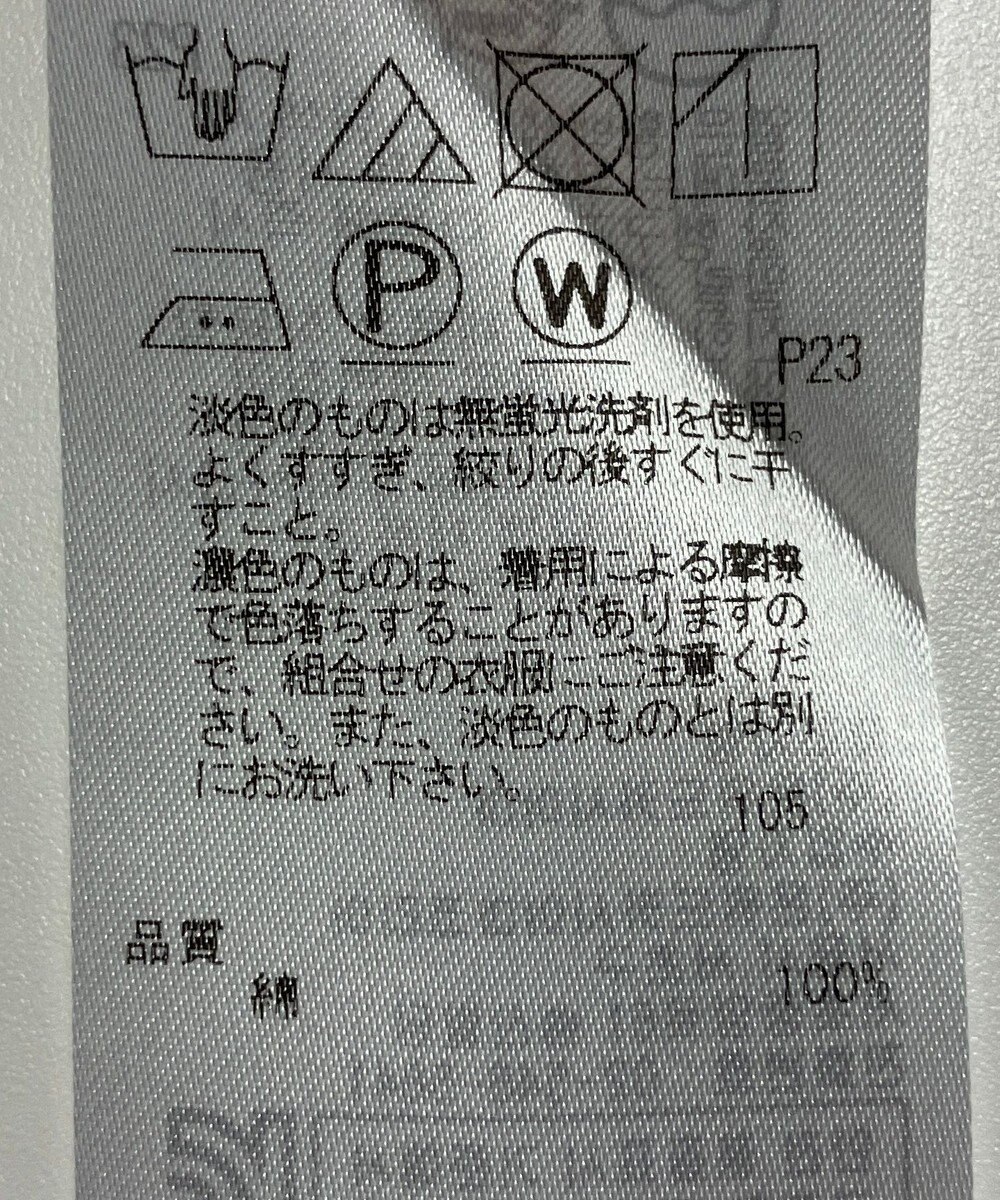 P
W
P23
淡色のものは無蛍光洗剤を使用。
よくすすぎ、絞りの後すぐに干
すこと。
濃色のものは、着用による摩擦
で色落ちすることがありますの
で、組合せの衣服にご注意くだ
さい。また、淡色のものとは別
にお洗い下さい。
105
品質
綿 100%